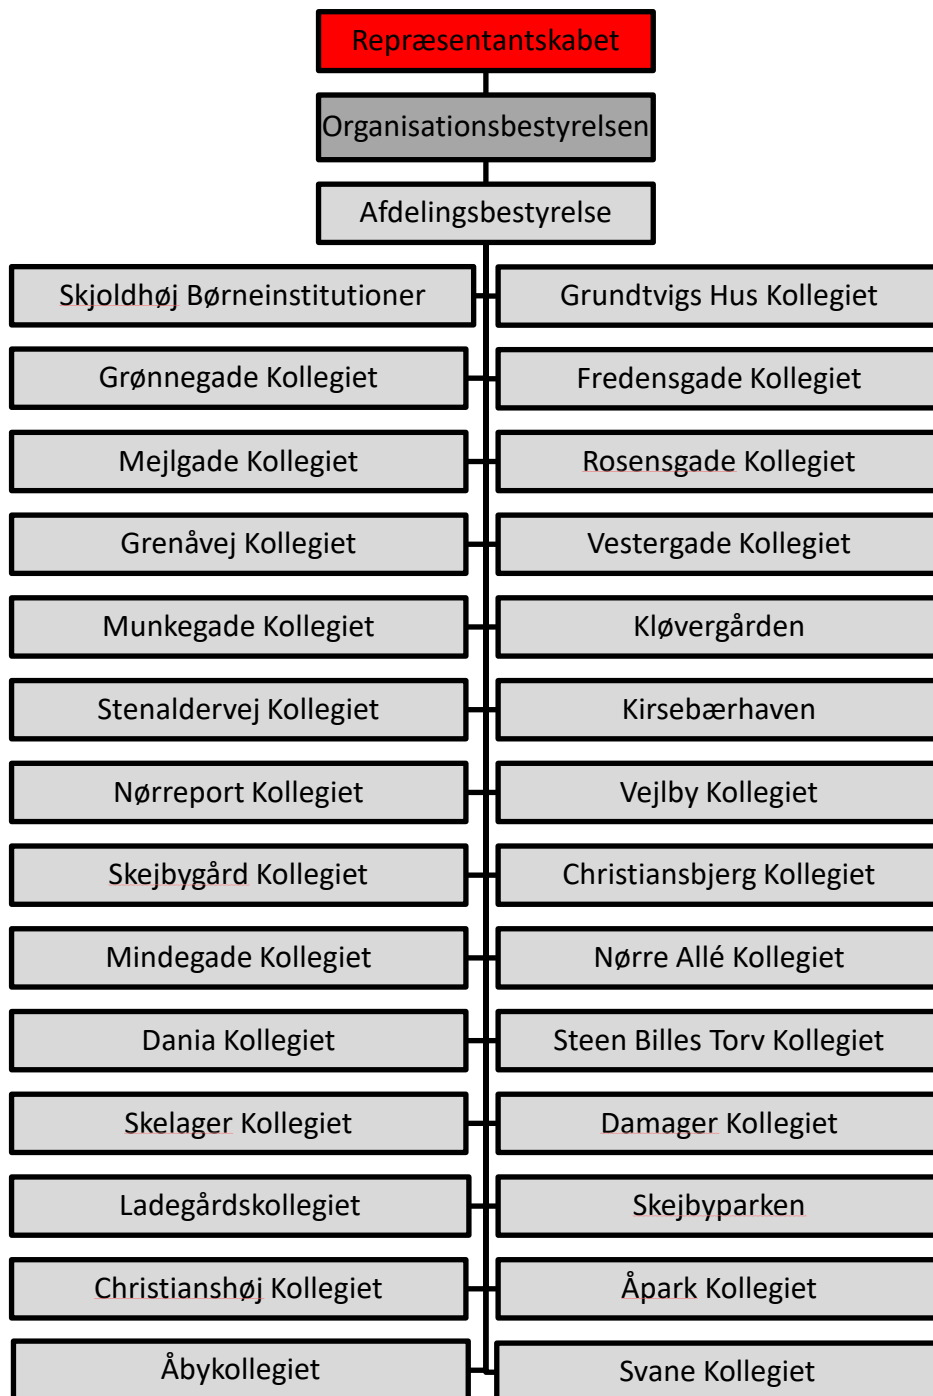 Repræsentantskabet
Organisationsbestyrelsen
Afdelingsbestyrelse
Skjoldhøj Børneinstitutioner
Grundtvigs Hus Kollegiet
Grønnegade Kollegiet
Fredensgade Kollegiet
Mejlgade Kollegiet
Rosensgade Kollegiet
Grenåvej Kollegiet
Vestergade Kollegiet
Munkegade Kollegiet
Kløvergården
Stenaldervej Kollegiet
Kirsebærhaven
Nørreport Kollegiet
Vejlby Kollegiet
Skejbygård Kollegiet
Christiansbjerg Kollegiet
Mindegade Kollegiet
Nørre Allé Kollegiet
Dania Kollegiet
Steen Billes Torv Kollegiet
Skelager Kollegiet
Damager Kollegiet
Ladegårdskollegiet
Skejbyparken
Christianshøj Kollegiet
Åpark Kollegiet
Åbykollegiet
Svane Kollegiet